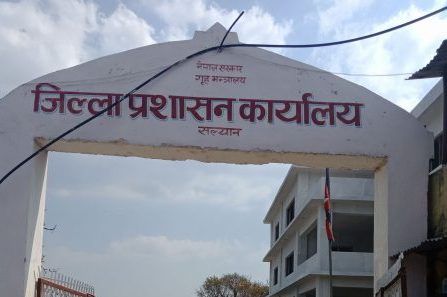 नेपाल सरकार
गृह मन्त्रालय
जिल्ला प्रशासन कार्यालय
सल्यान